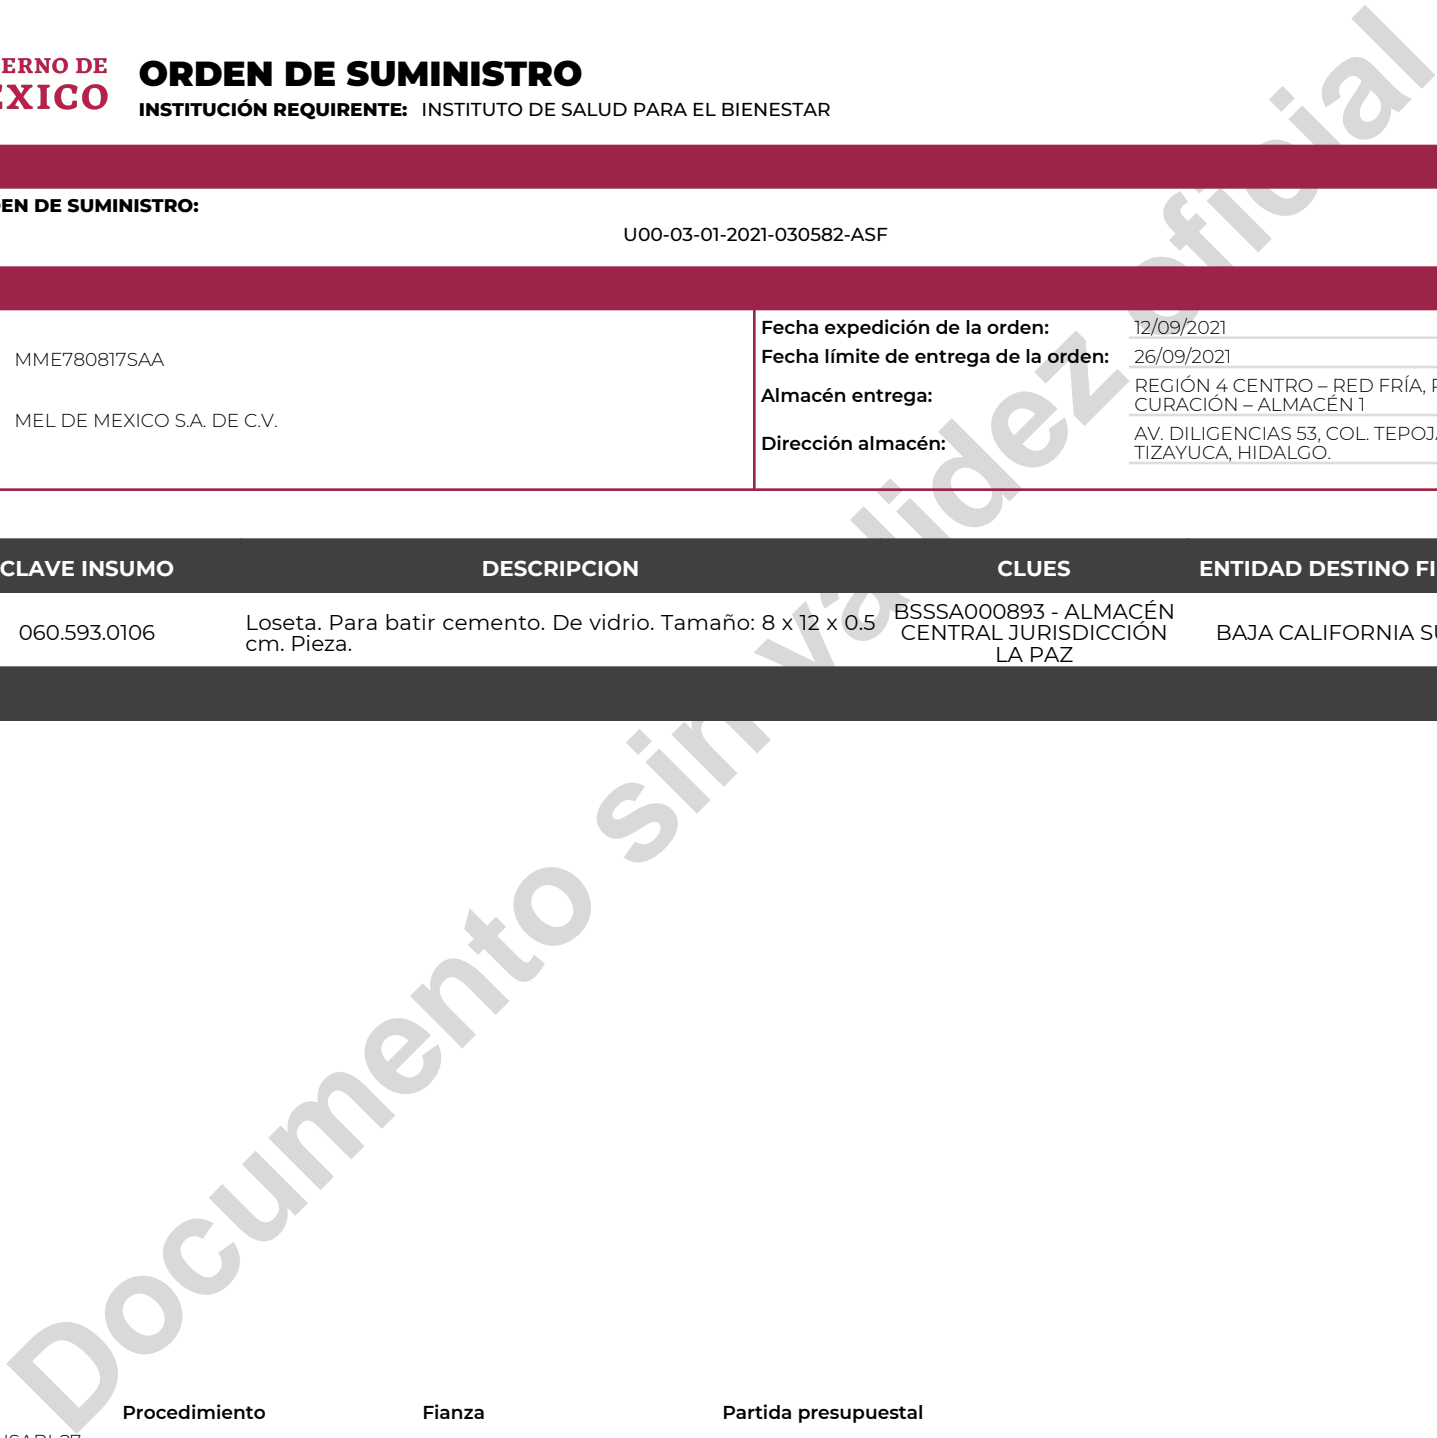 ERNO DE
EXICO
ORDEN DE SUMINISTRO
INSTITUCIÓN REQUIRENTE: INSTITUTO DE SALUD PARA EL BIENESTAR
EN DE SUMINISTRO:
U00-03-01-2021-030582-ASF
MME780817SAA
MEL DE MEXICO S.A. DE C.V.
Fecha expedición de la orden: 12/09/2021
Fecha límite de entrega de la orden: 26/09/2021
Almacén entrega: REGIÓN 4 CENTRO – RED FRÍA,
CURACIÓN – ALMACÉN 1
Dirección almacén: AV. DILIGENCIAS 53, COL. TEPOJ
TIZAYUCA, HIDALGO.
CLAVE INSUMO DESCRIPCION CLUES ENTIDAD DESTINO FI
060.593.0106
Loseta. Para batir cemento. De vidrio. Tamaño: 8 x 12 x 0.5
cm. Pieza.
BSSSA000893 - ALMACÉN
CENTRAL JURISDICCIÓN
LA PAZ
BAJA CALIFORNIA S
Documento sin validez oficial
Procedimiento Fianza Partida presupuestal